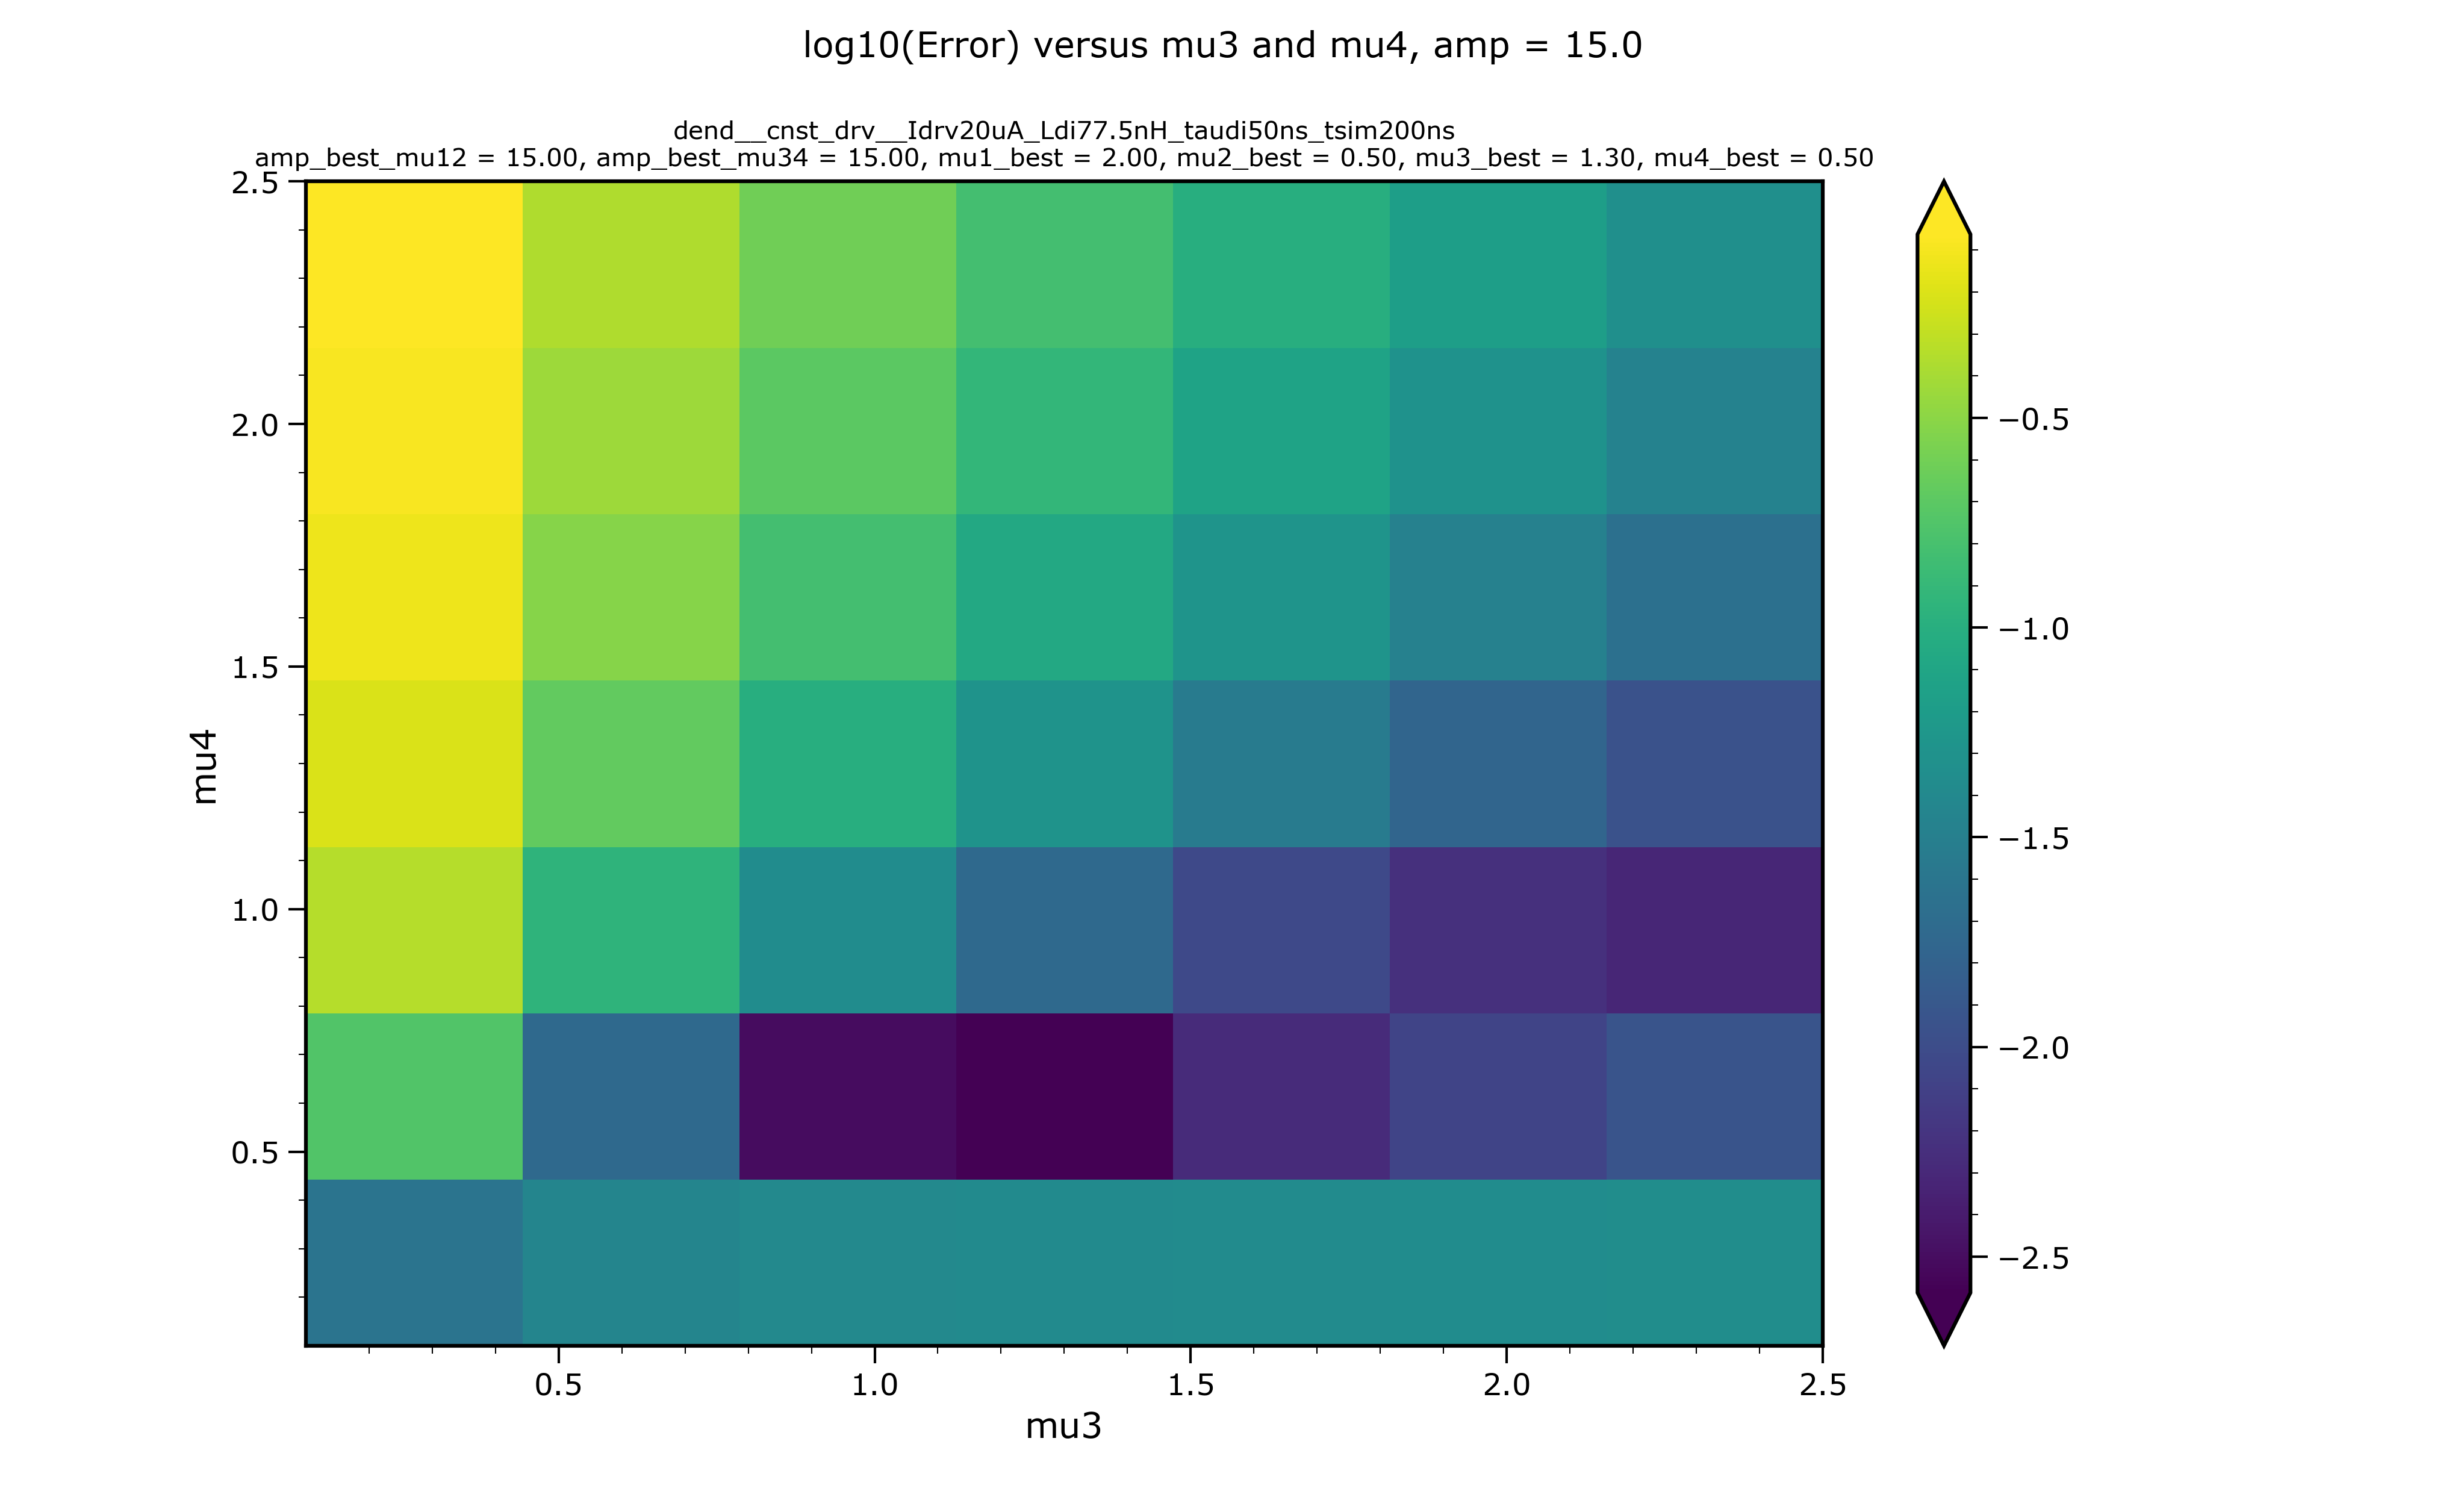 log10(Error) versus mu3 and mu4, amp = 15.0
dend__cnst_drv__Idrv20uA_Ldi77.5nH_taudi50ns_tsim200ns
amp_best_mu12 = 15.00, amp_best_mu34 = 15.00, mu1_best = 2.00, mu2_best = 0.50, mu3_best = 1.30, mu4_best = 0.50
2.5
2.0
1.5
1.0
0.5
mu4
0.5 1.0 1.5 2.0 2.5
mu3
−0.5
−1.0
−1.5
−2.0
−2.5